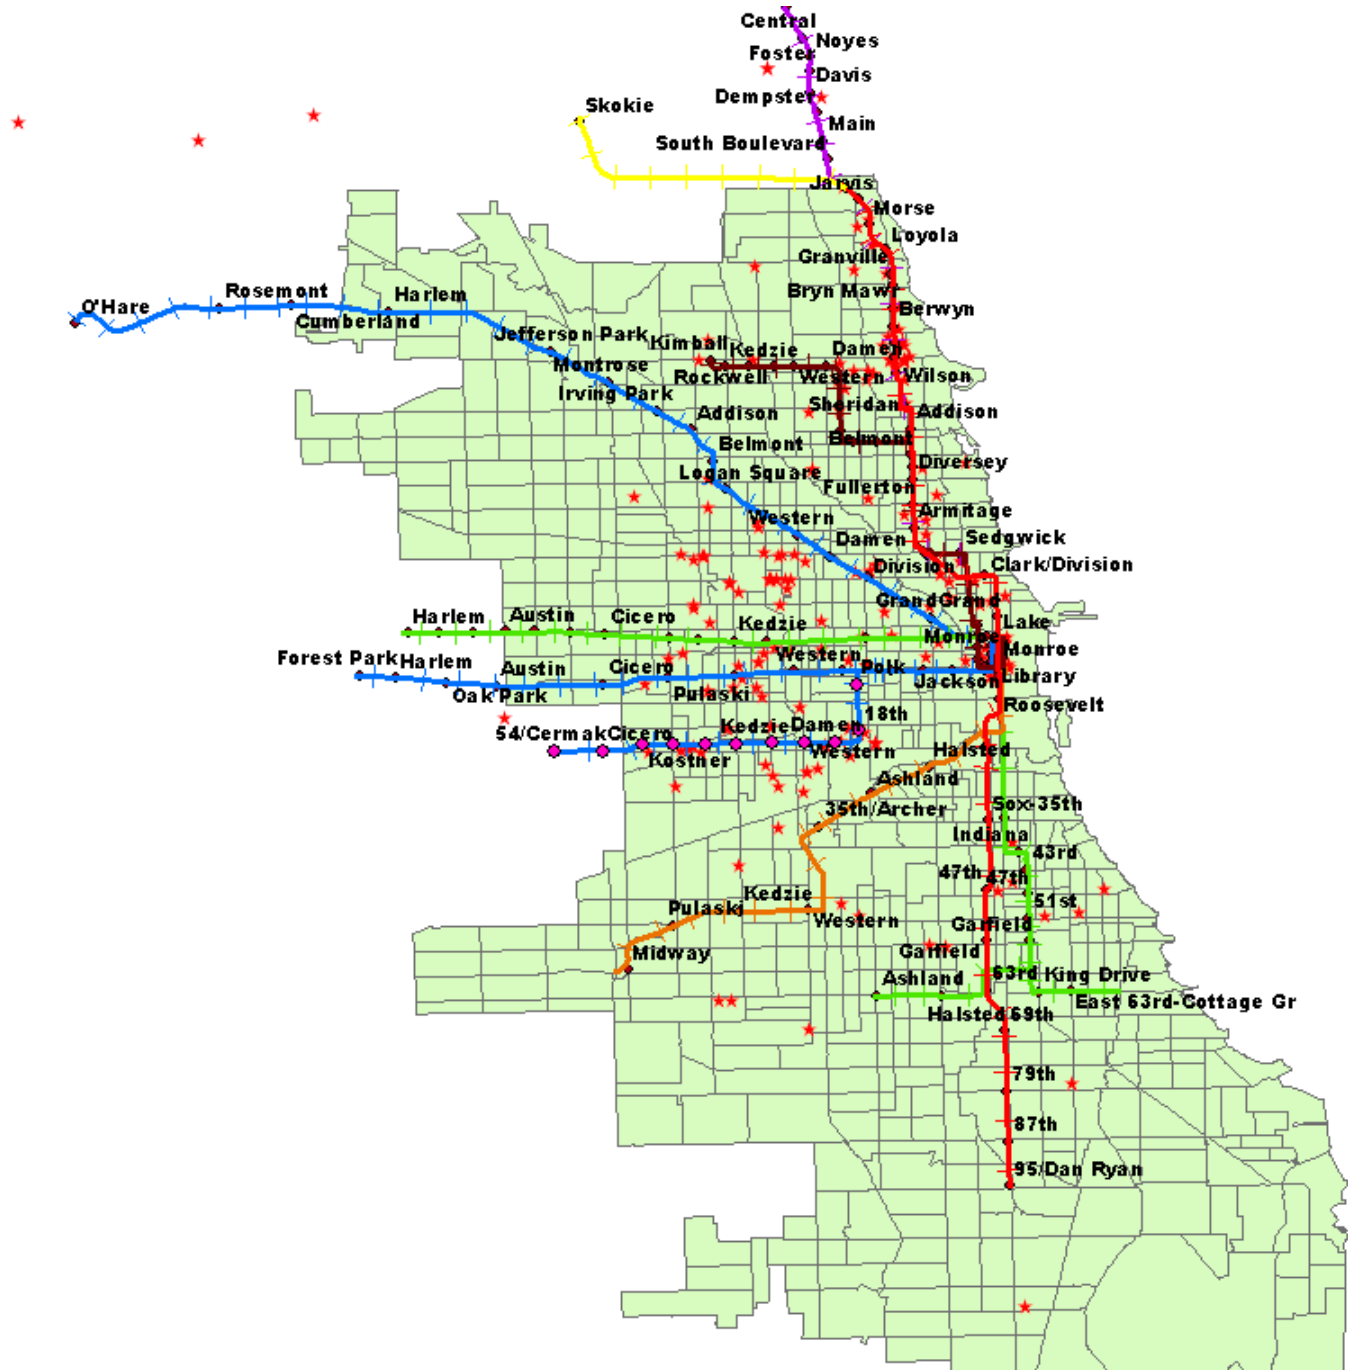 Central
Noyes
Foster
Davis
Dempster
Skokie
Main
South Boulevard
Jarvis
Morse
Loyola
Granville
Bryn Mawr
O'Hare
Rosemont
Harlem
Cumberland
Berwyn
Jefferson Park
Kimball
Kedzie
Damen
Montrose
Rockwell
Western
Wilson
Irving Park
Sheridan
Addison
Addison
Belmont
Belmont
Diversey
Logan Square
Fullerton
Western
Armitage
Damen
Sedgwick
Division
Clark/Division
Grand
Grand
Harlem
Austin
Cicero
Kedzie
Lake
Monroe
Monroe
Forest Park
Harlem
Austin
Cicero
Western
Polk
Library
Oak Park
Pulaski
Jackson
Roosevelt
18th
54/Cermak
Cicero
Kedzie
Damen
Kostner
Western
Halsted
Ashland
35th/Archer
Sox-35th
Indiana
43rd
47th
47th
Kedzie
51st
Pulaski
Western
Garfield
Midway
Garfield
Ashland
63rd
King Drive
East 63rd-Cottage Gr
Halsted
69th
79th
87th
95/Dan Ryan